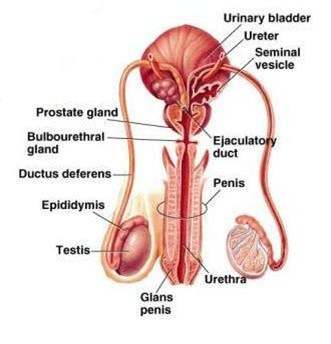 Urinary bladder
Ureter
Seminal
vesicle
Prostate gland
Bulbourethral
gland
Ejaculatory
duct
Ductus deferens
Penis
Epididymis
Testis
Urethra
Glans
penis